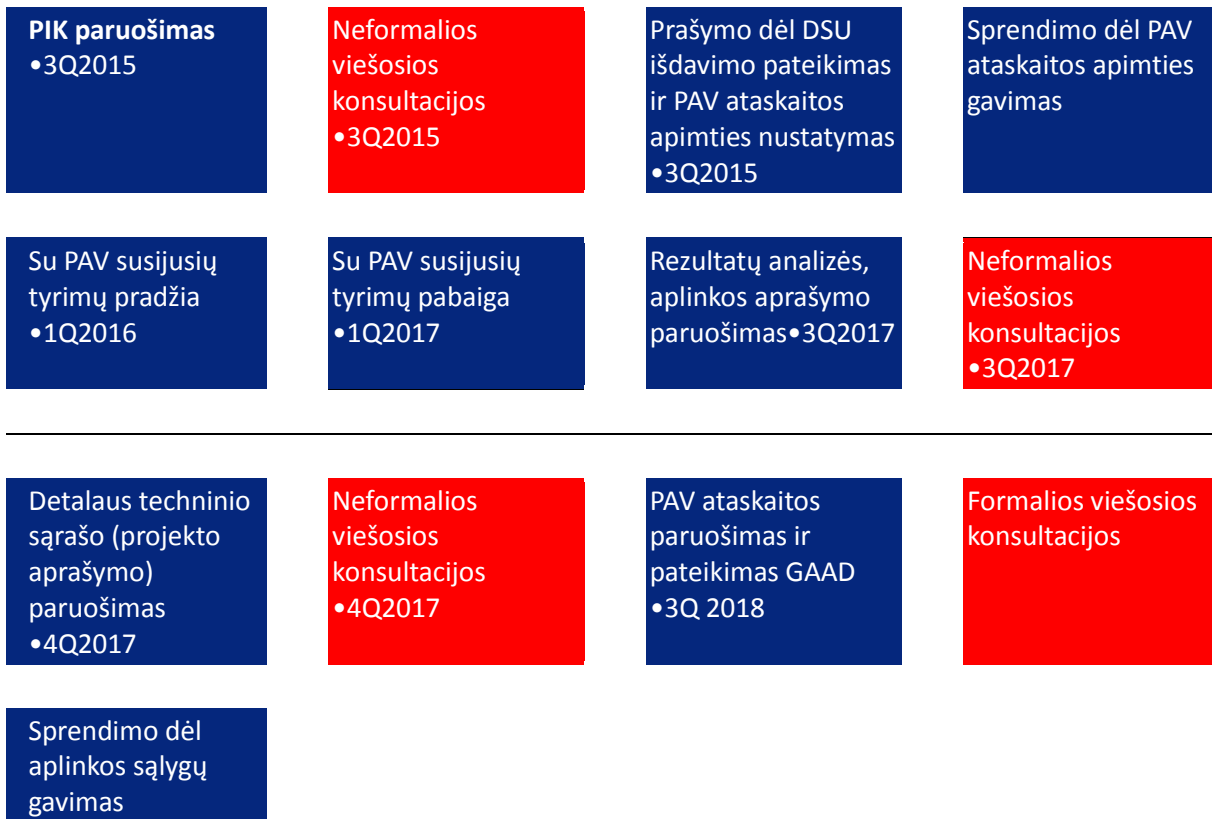 PIK paruošimas
•3Q2015
Neformalios
viešosios
konsultacijos
•3Q2015
Prašymo dėl DSU
išdavimo pateikimas
ir PAV ataskaitos
apimties nustatymas
•3Q2015
Sprendimo dėl PAV
ataskaitos apimties
gavimas
Su PAV susijusių
tyrimų pradžia
•1Q2016
Su PAV susijusių
tyrimų pabaiga
•1Q2017
Rezultatų analizės,
aplinkos aprašymo
paruošimas•3Q2017
Neformalios
viešosios
konsultacijos
•3Q2017
Detalaus techninio
sąrašo (projekto
aprašymo)
paruošimas
•4Q2017
Neformalios
viešosios
konsultacijos
•4Q2017
PAV ataskaitos
paruošimas ir
pateikimas GAAD
•3Q 2018
Formalios viešosios
konsultacijos
Sprendimo dėl
aplinkos sąlygų
gavimas